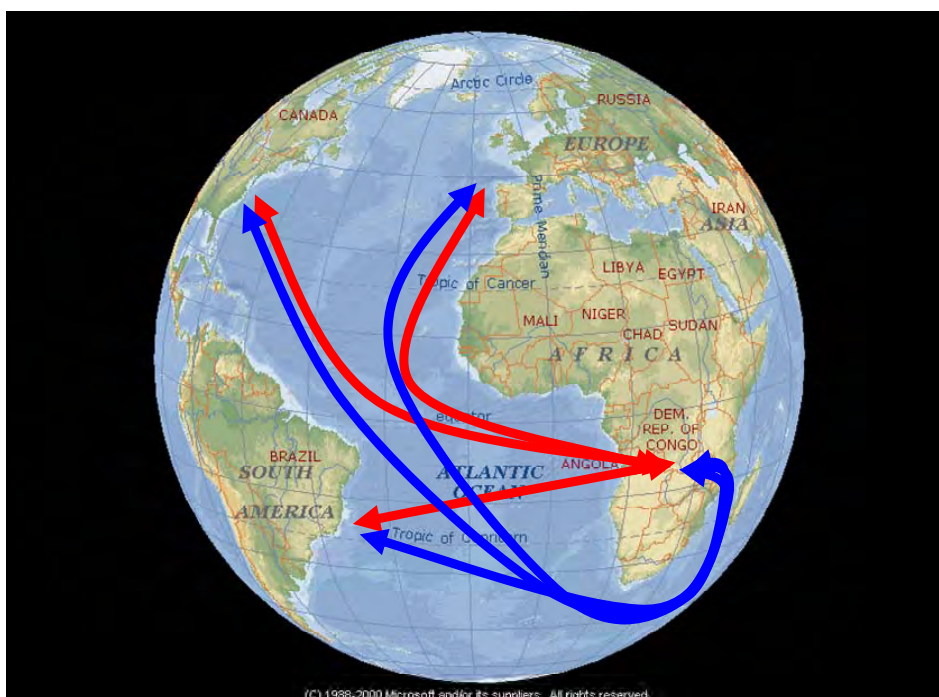 Arctic Circle
RUSSIA
CANADA
EUROPE
Prime Meridian
IRAN
ASIA
LIBYA
EGYPT
Tropic of Cancer
MALI
NIGER
CHAD
SUDAN
AFRICA
equator
DEM.
REP. OF
CONGO
BRAZIL
ANGOLA
SOUTH
AMERICA
ATLANTIC
OCEAN
Tropic of Capricorn
(C) 1988-2000 Microsoft and/or its suppliers. All rights reserved.